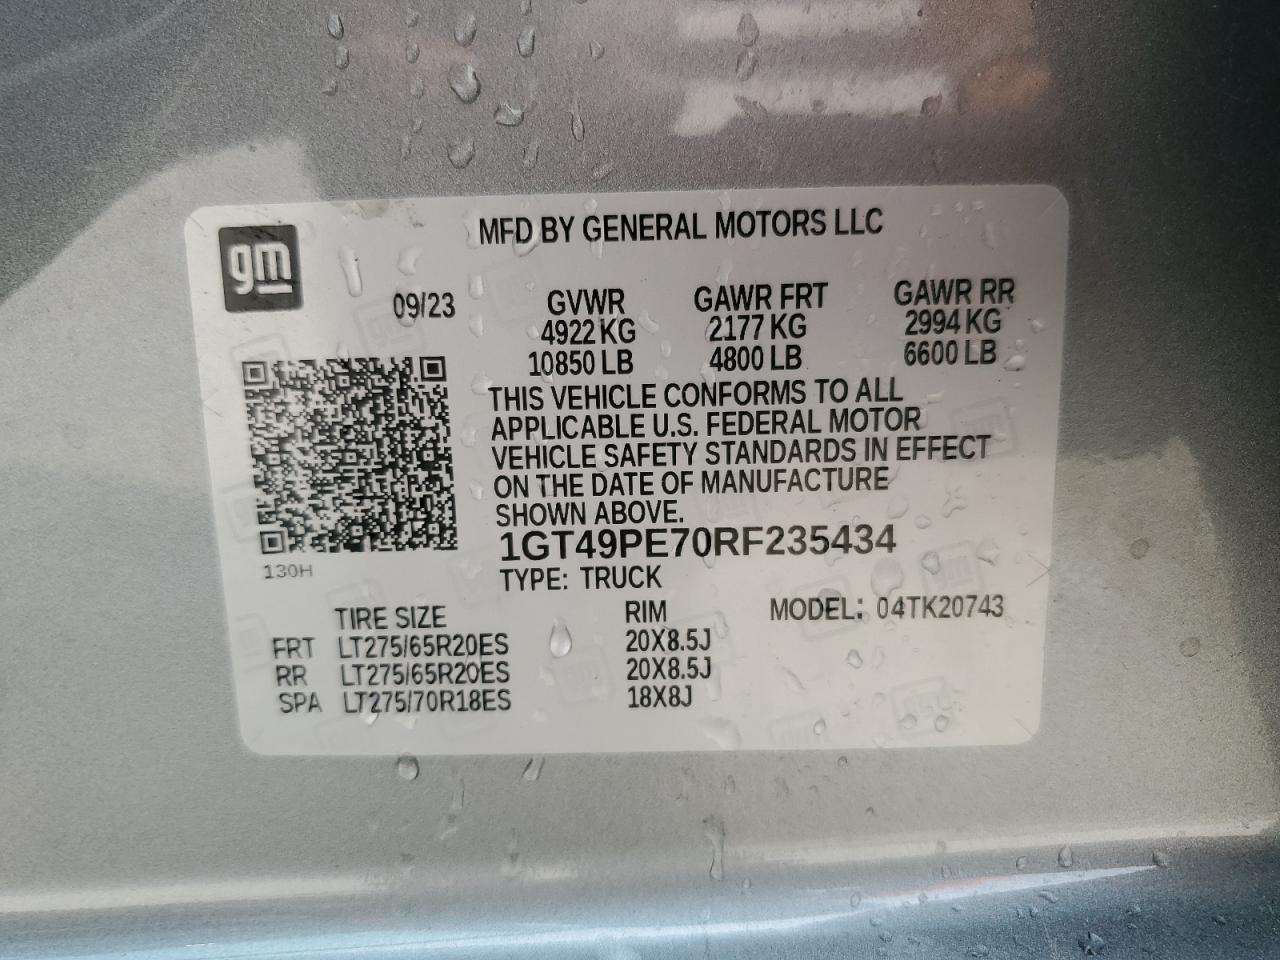 gm
MFD BY GENERAL MOTORS LLC
09/23
GVWR GAWR FRT GAWR RR
4922 KG 2177 KG 2994 KG
10850 LB 4800 LB 6600 LB
THIS VEHICLE CONFORMS TO ALL
APPLICABLE U.S. FEDERAL MOTOR
VEHICLE SAFETY STANDARDS IN EFFECT
ON THE DATE OF MANUFACTURE
SHOWN ABOVE.
1GT49PE70RF235434
130H
TYPE: TRUCK
TIRE SIZE RIM MODEL: 04TK20743
FRT LT275/65R20ES 20X8.5J
RR LT275/65R20ES 20X8.5J
SPA LT275/70R18ES 18X8J